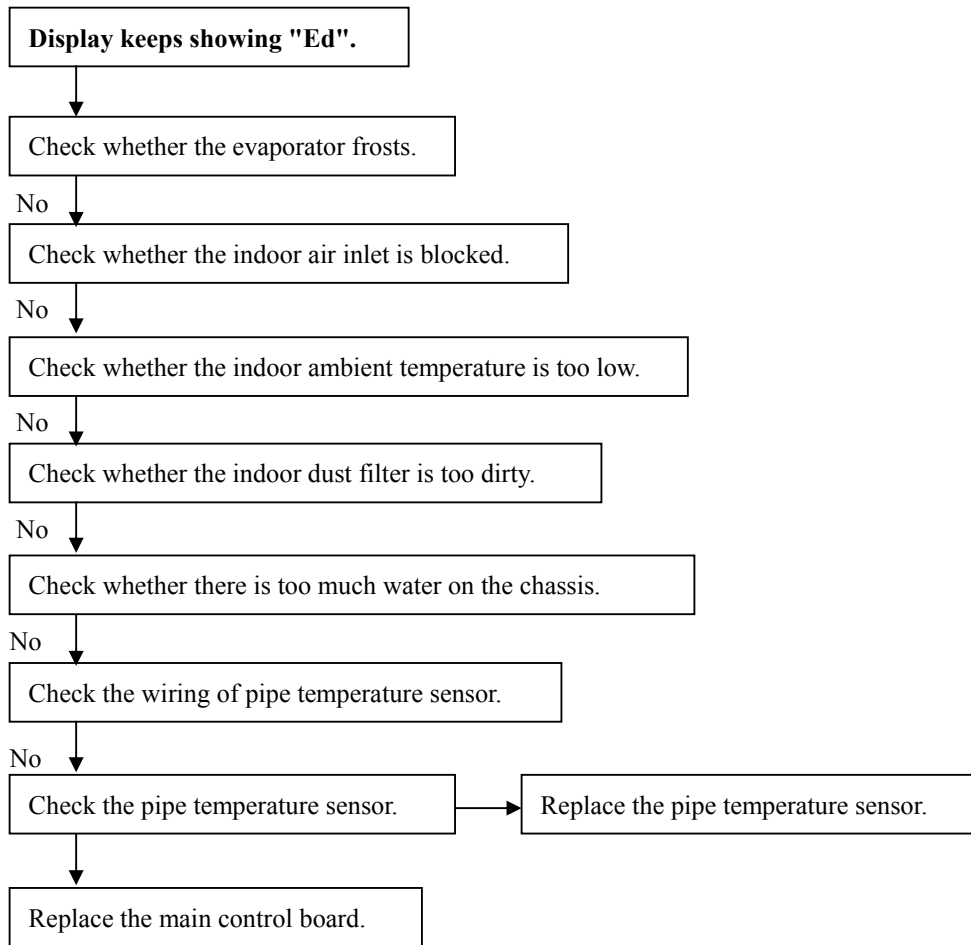 Display keeps showing "Ed".
Check whether the evaporator frosts.
No
Check whether the indoor air inlet is blocked.
No
Check whether the indoor ambient temperature is too low.
No
Check whether the indoor dust filter is too dirty.
No
Check whether there is too much water on the chassis.
No
Check the wiring of pipe temperature sensor.
No
Check the pipe temperature sensor.
Replace the pipe temperature sensor.
Replace the main control board.